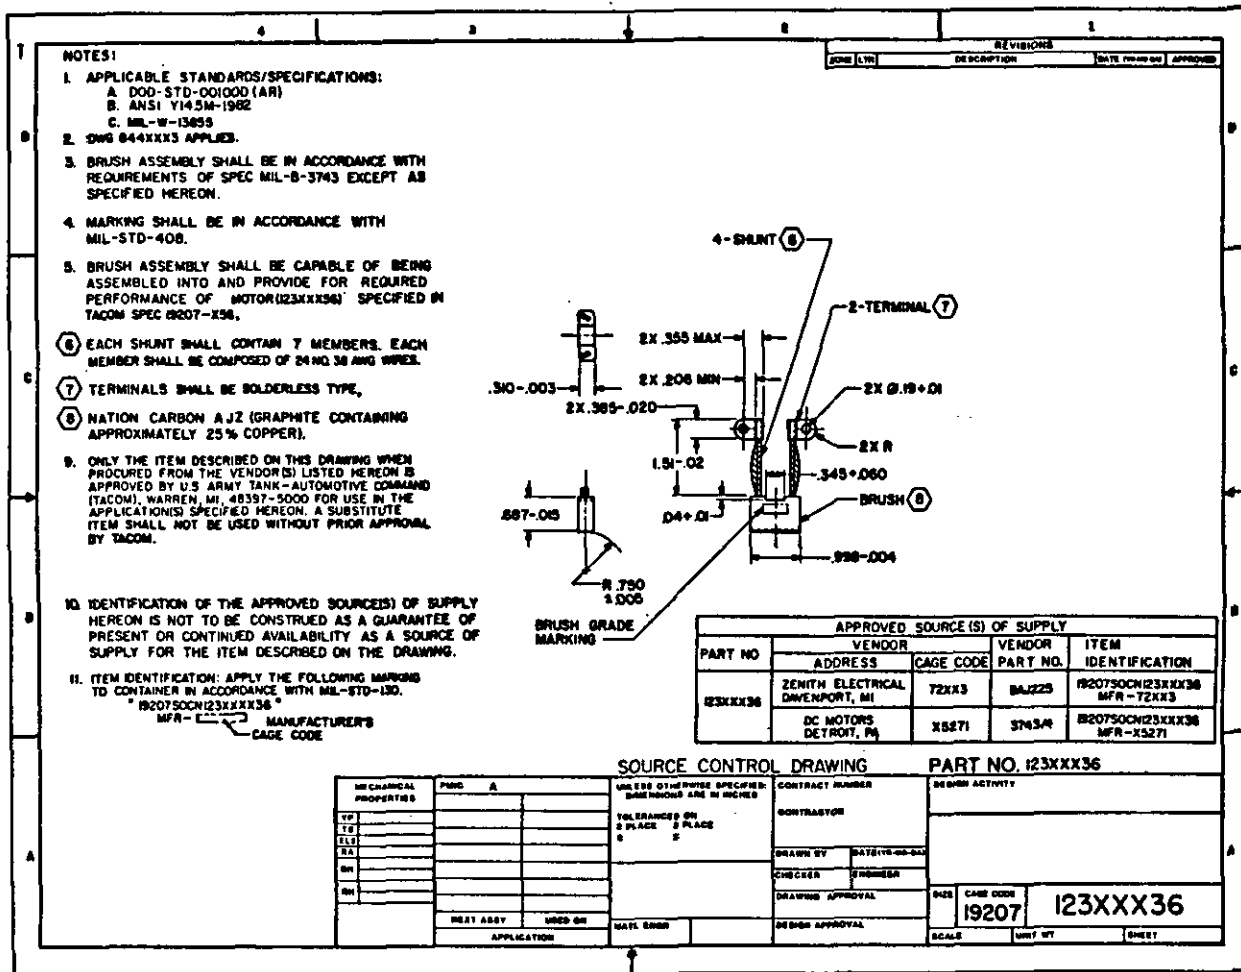 4 3 2 1
NOTES:
1. APPLICABLE STANDARDS/SPECIFICATIONS:
A. DOD-STD-00100D (AR)
B. ANSI Y14.5M-1982
C. MIL-W-13855
2. DWG 844XXX3 APPLIES.
3. BRUSH ASSEMBLY SHALL BE IN ACCORDANCE WITH
REQUIREMENTS OF SPEC MIL-B-3743 EXCEPT AS
SPECIFIED HEREON.
4. MARKING SHALL BE IN ACCORDANCE WITH
MIL-STD-408.
5. BRUSH ASSEMBLY SHALL BE CAPABLE OF BEING
ASSEMBLED INTO AND PROVIDE FOR REQUIRED
PERFORMANCE OF MOTOR(123XXX56) SPECIFIED IN
TACOM SPEC 19207-X56.
6 EACH SHUNT SHALL CONTAIN 7 MEMBERS. EACH
MEMBER SHALL BE COMPOSED OF 24 NO. 36 AWG WIRES.
7 TERMINALS SHALL BE SOLDERLESS TYPE.
8 NATION CARBON AJZ (GRAPHITE CONTAINING
APPROXIMATELY 25% COPPER).
9. ONLY THE ITEM DESCRIBED ON THIS DRAWING WHEN
PROCURED FROM THE VENDOR(S) LISTED HEREON IS
APPROVED BY U.S ARMY TANK-AUTOMOTIVE COMMAND
(TACOM), WARREN, MI, 48397-5000 FOR USE IN THE
APPLICATION(S) SPECIFIED HEREON. A SUBSTITUTE
ITEM SHALL NOT BE USED WITHOUT PRIOR APPROVAL
BY TACOM.
10. IDENTIFICATION OF THE APPROVED SOURCE(S) OF SUPPLY
HEREON IS NOT TO BE CONSTRUED AS A GUARANTEE OF
PRESENT OR CONTINUED AVAILABILITY AS A SOURCE OF
SUPPLY FOR THE ITEM DESCRIBED ON THE DRAWING.
11. ITEM IDENTIFICATION: APPLY THE FOLLOWING MARKING
TO CONTAINER IN ACCORDANCE WITH MIL-STD-130.
"19207SOCN123XXXX36"
MFR-
MANUFACTURER'S
CAGE CODE
REVISIONS
ZONE LTR DESCRIPTION DATE APPROVED
4-SHUNT 6
2-TERMINAL 7
2X .355 MAX
2X .206 MIN
.310-.003
2X .385-.020
2X Ø.19+.01
2X R
1.51-.02
.345+.060
BRUSH 8
.687-.015
.04+.01
.998-.004
R .750
±.005
BRUSH GRADE
MARKING
APPROVED SOURCE(S) OF SUPPLY
PART NO VENDOR VENDOR PART NO. ITEM IDENTIFICATION
ADDRESS CAGE CODE
123XXX36
ZENITH ELECTRICAL 72XX3 BAJ225 19207SOCN123XXX36
DAVENPORT, MI MFR-72XX3
DC MOTORS X5271 19207SOCN123XXX36
DETROIT, PA MFR-X5271
SOURCE CONTROL DRAWING PART NO. 123XXX36
MECHANICAL
PROPERTIES
YP
TS
RA
A
UNLESS OTHERWISE SPECIFIED:
DIMENSIONS ARE IN INCHES
TOLERANCES ON
2 PLACE 3 PLACE
CONTRACT NUMBER
CONTRACTOR
DESIGN ACTIVITY
DRAWN BY
CHECKER ENGINEER
DRAWING APPROVAL
DESIGN APPROVAL
NEXT ASSY USED ON
APPLICATION
MATL ENGR
SIZE CAGE CODE
19207
123XXX36
SCALE UNIT WT SHEET